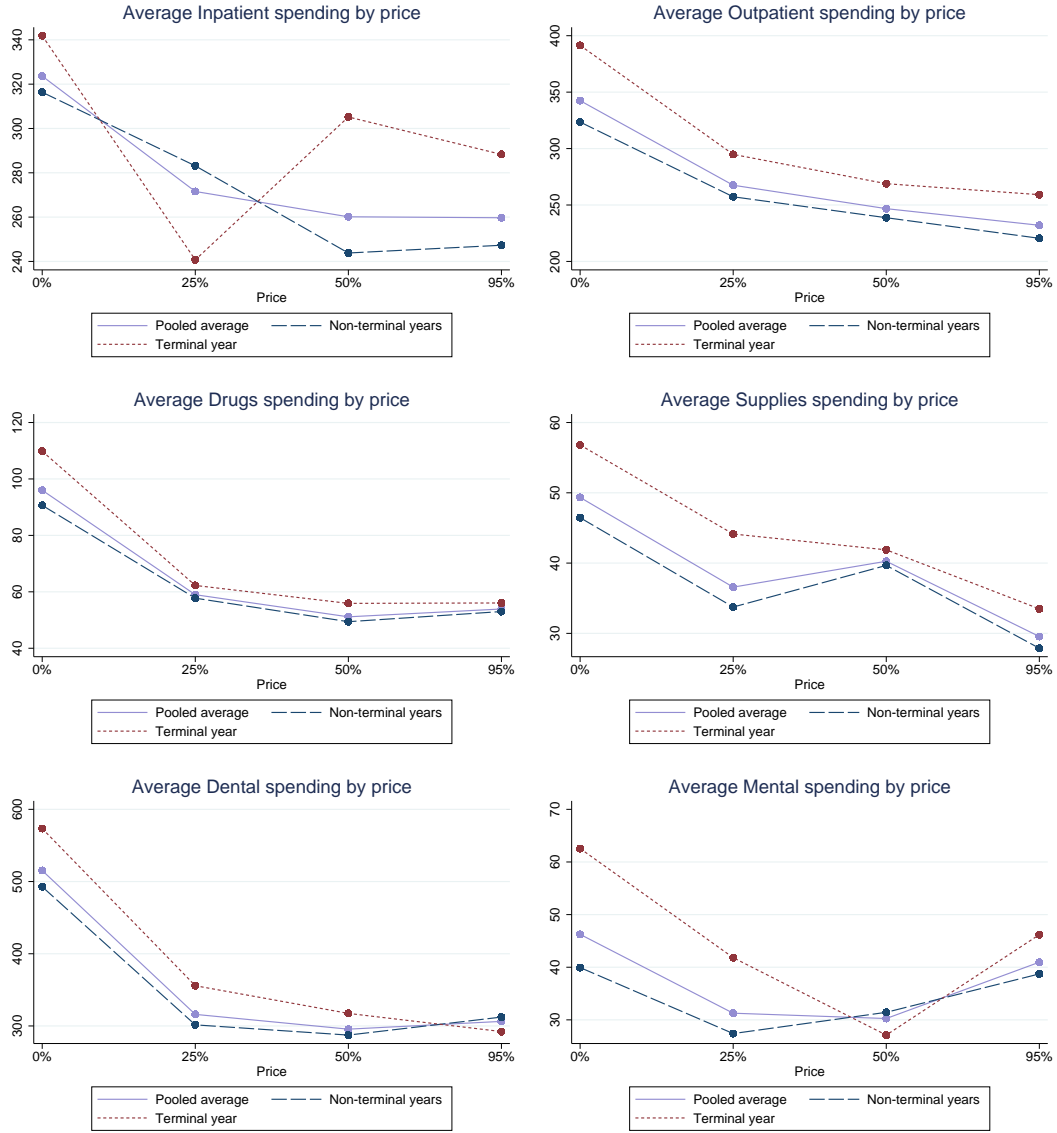 Average Inpatient spending by price
340
320
300
280
260
240
0% 25% 50% 95%
Price
Pooled average Non-terminal years
Terminal year
Average Outpatient spending by price
400
350
300
250
200
0% 25% 50% 95%
Price
Pooled average Non-terminal years
Terminal year
Average Drugs spending by price
120
100
80
60
40
0% 25% 50% 95%
Price
Pooled average Non-terminal years
Terminal year
Average Supplies spending by price
60
50
40
30
0% 25% 50% 95%
Price
Pooled average Non-terminal years
Terminal year
Average Dental spending by price
600
500
400
300
0% 25% 50% 95%
Price
Pooled average Non-terminal years
Terminal year
Average Mental spending by price
70
60
50
40
30
0% 25% 50% 95%
Price
Pooled average Non-terminal years
Terminal year